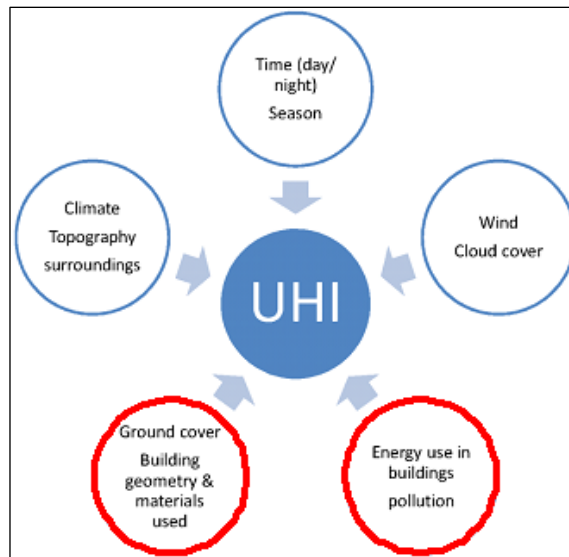 Time (day/
night)
Season
Climate
Topography
surroundings
Wind
Cloud cover
UHI
Ground cover
Building
geometry &
materials
used
Energy use in
buildings
pollution